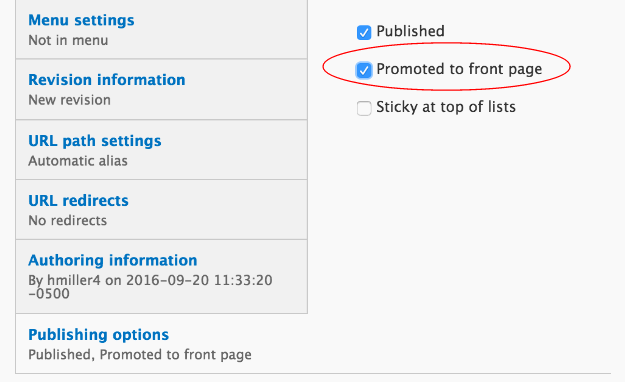 Menu settings
Not in menu
Revision information
New revision
URL path settings
Automatic alias
URL redirects
No redirects
Authoring information
By hmiller4 on 2016-09-20 11:33:20
-0500
Publishing options
Published, Promoted to front page
Published
Promoted to front page
Sticky at top of lists